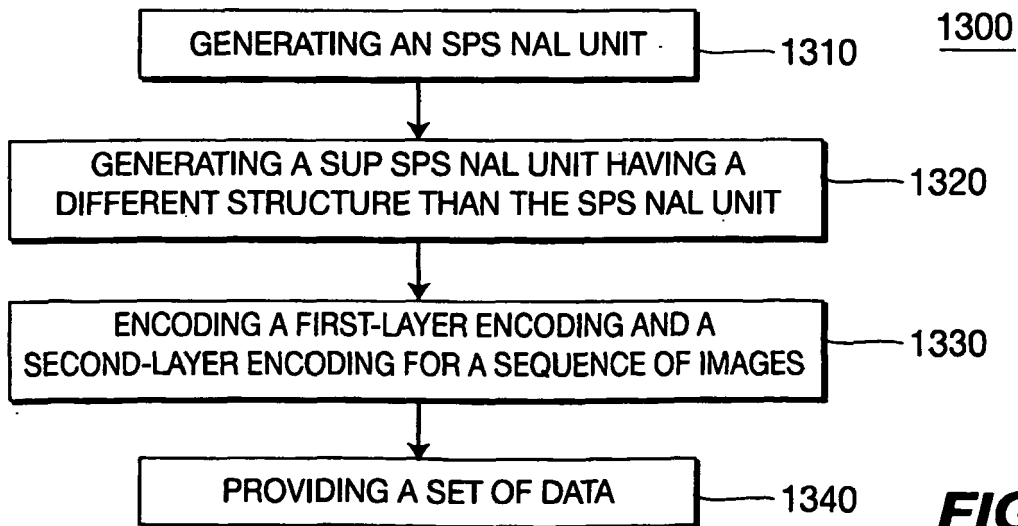 GENERATING AN SPS NAL UNIT
1310
1300
GENERATING A SUP SPS NAL UNIT HAVING A
DIFFERENT STRUCTURE THAN THE SPS NAL UNIT
1320
ENCODING A FIRST-LAYER ENCODING AND A
SECOND-LAYER ENCODING FOR A SEQUENCE OF IMAGES
1330
PROVIDING A SET OF DATA
1340
FIG